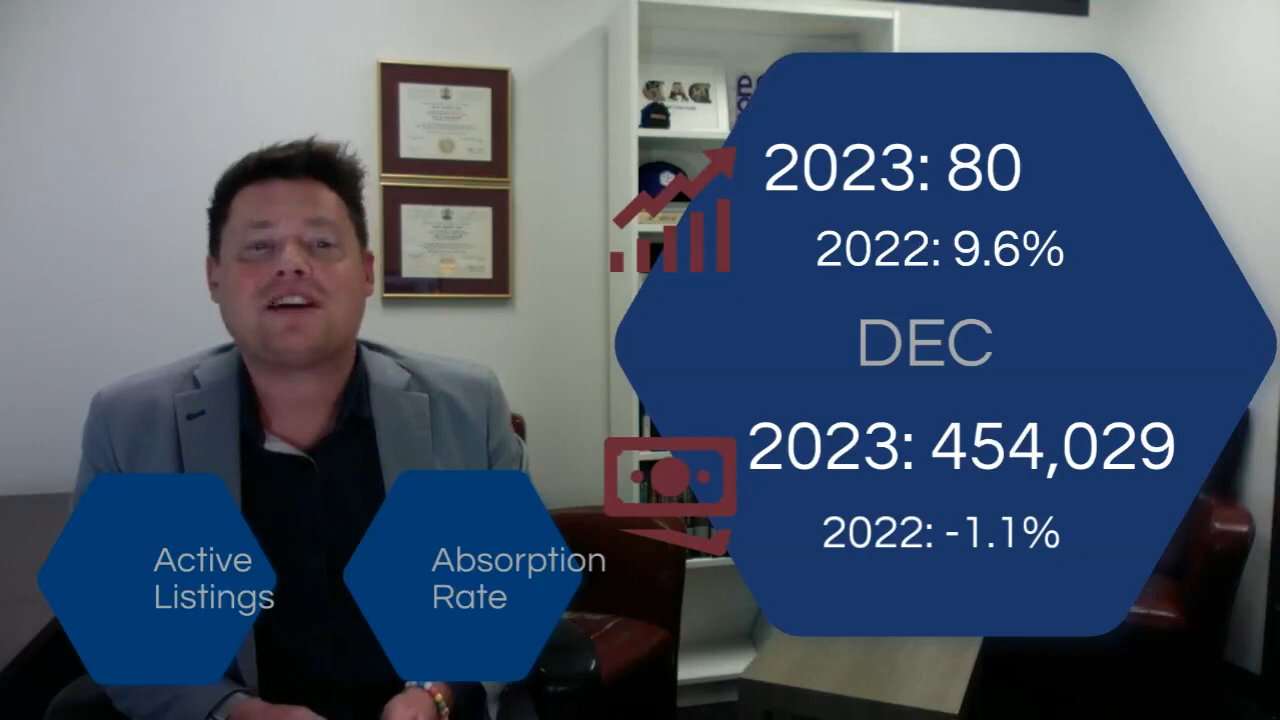 2023: 80
2022: 9.6%
DEC
2023: 454,029
2022: -1.1%
Active
Listings
Absorption
Rate